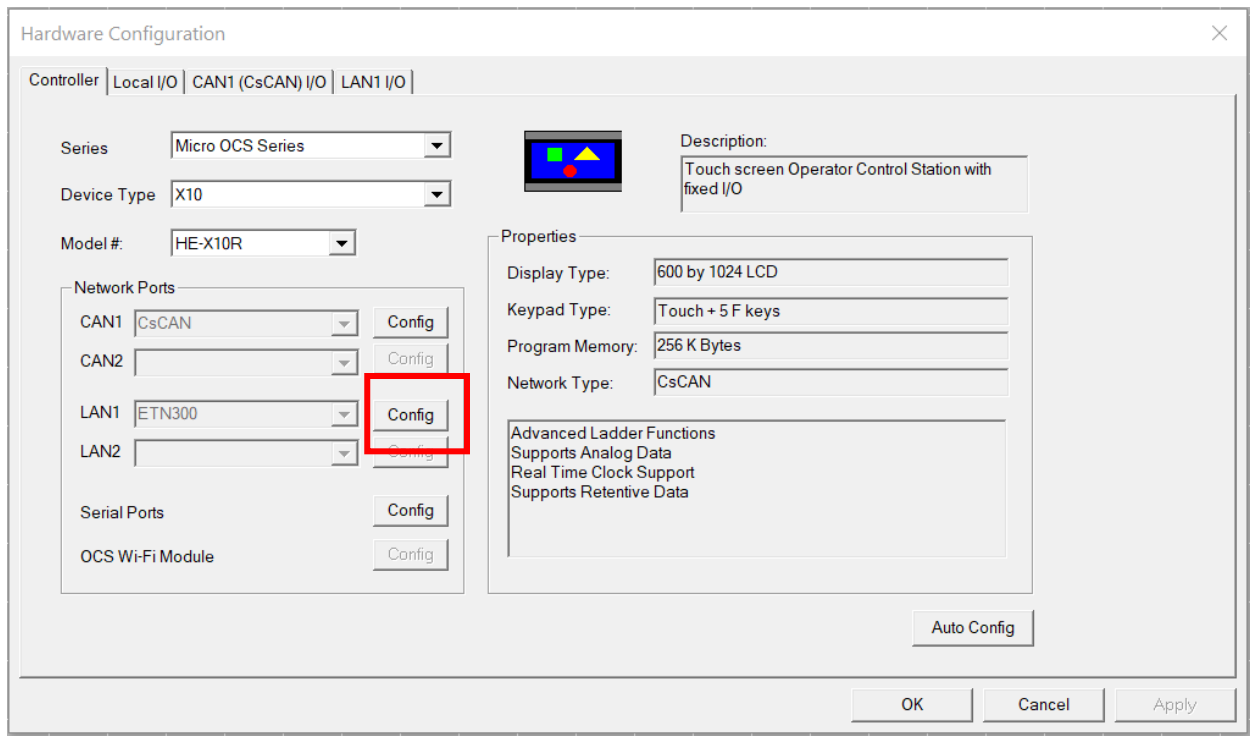 Hardware Configuration
Controller
Local I/O
CAN1 (CsCAN) I/O
LAN1 I/O
Series
Micro OCS Series
Device Type
X10
Model #:
HE-X10R
Description:
Touch screen Operator Control Station with
fixed I/O
Network Ports
CAN1
CsCAN
Config
CAN2
Config
LAN1
ETN300
Config
LAN2
Config
Serial Ports
Config
OCS Wi-Fi Module
Config
Properties
Display Type:
600 by 1024 LCD
Keypad Type:
Touch + 5 F keys
Program Memory:
256 K Bytes
Network Type:
CsCAN
Advanced Ladder Functions
Supports Analog Data
Real Time Clock Support
Supports Retentive Data
Auto Config
OK
Cancel
Apply